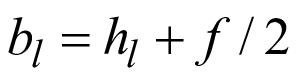 b_l = h_l + f / 2